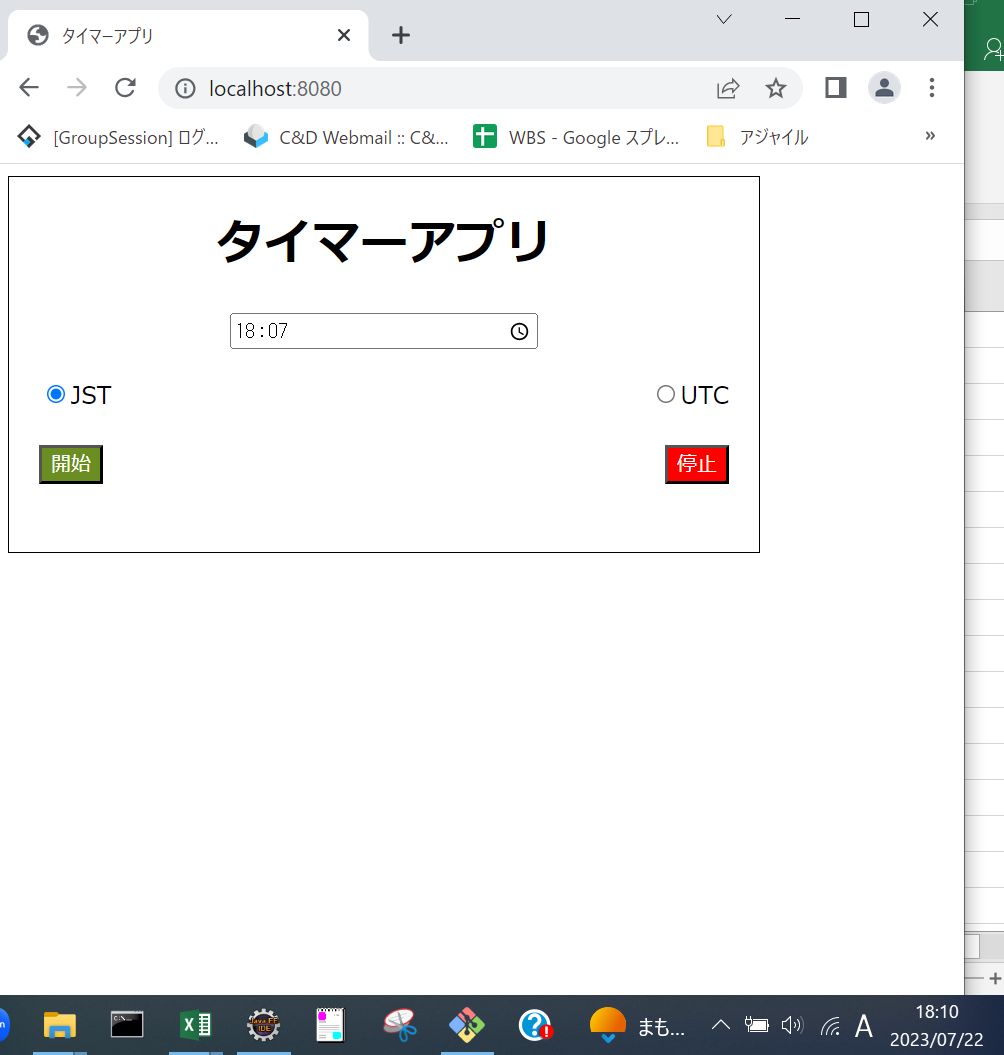 タイマーアプリ
localhost:8080
[GroupSession] ログ... C&D Webmail :: C&... WBS - Google スプレ... アジャイル »
タイマーアプリ
18:07
JST UTC
開始 停止
まも... A 18:10
2023/07/22